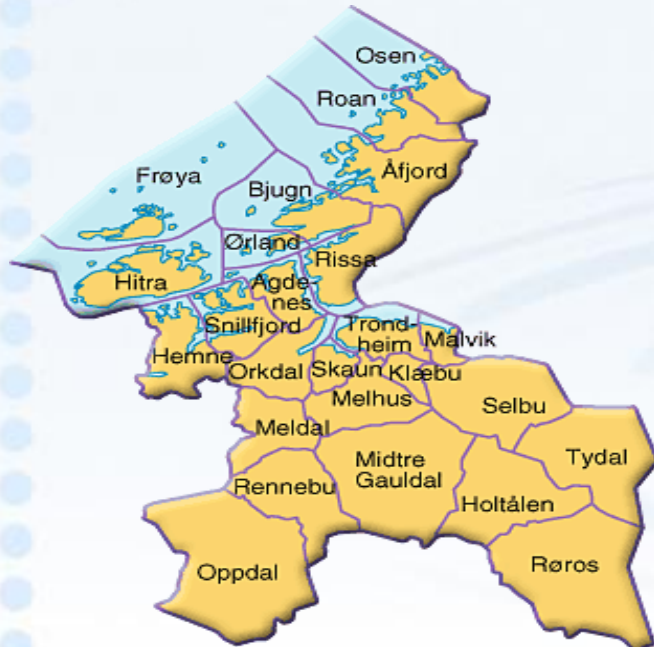 Osen
Roan
Åfjord
Frøya
Bjugn
Ørland
Rissa
Hitra
Agde-
nes
Snillfjord
Trond-
heim
Malvik
Hemne
Orkdal
Skaun
Klæbu
Melhus
Selbu
Meldal
Midtre
Gauldal
Tydal
Rennebu
Holtålen
Oppdal
Røros